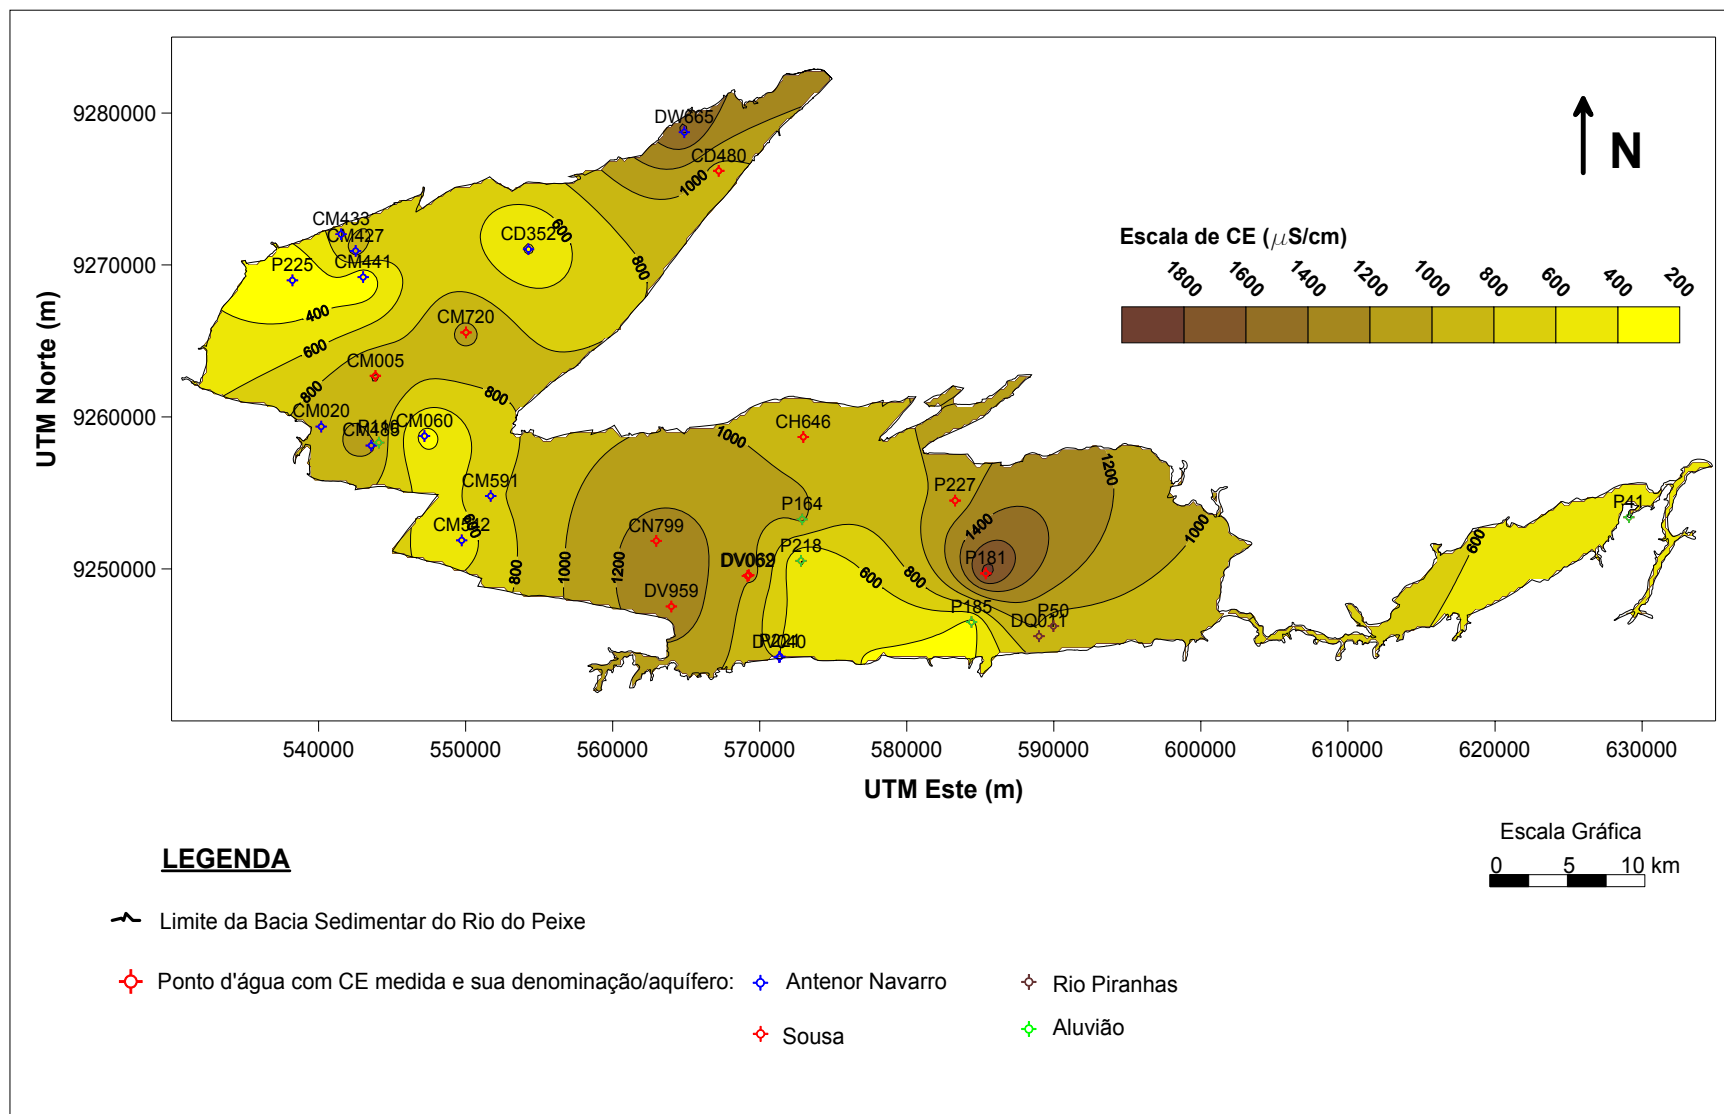 9280000
9270000
9260000
9250000
UTM Norte (m)
DW665
CD480
1000
N
CM433
CM427
CM441
P225
CD352
600
800
400
CM720
600
CM005
800
CM020
CM485
CM060
800
CM591
CM542
800
1000
1200
CN799
DV959
1000
CH646
P164
P218
DV040
600
800
P185
P227
1400
P181
P50
DQ011
1200
1000
600
P41
Escala de CE (μS/cm)
1800
1600
1400
1200
1000
800
600
400
200
540000
550000
560000
570000
580000
590000
600000
610000
620000
630000
UTM Este (m)
Escala Gráfica
0 5 10 km
LEGENDA
Limite da Bacia Sedimentar do Rio do Peixe
Ponto d'água com CE medida e sua denominação/aquífero:
Antenor Navarro
Rio Piranhas
Sousa
Aluvião